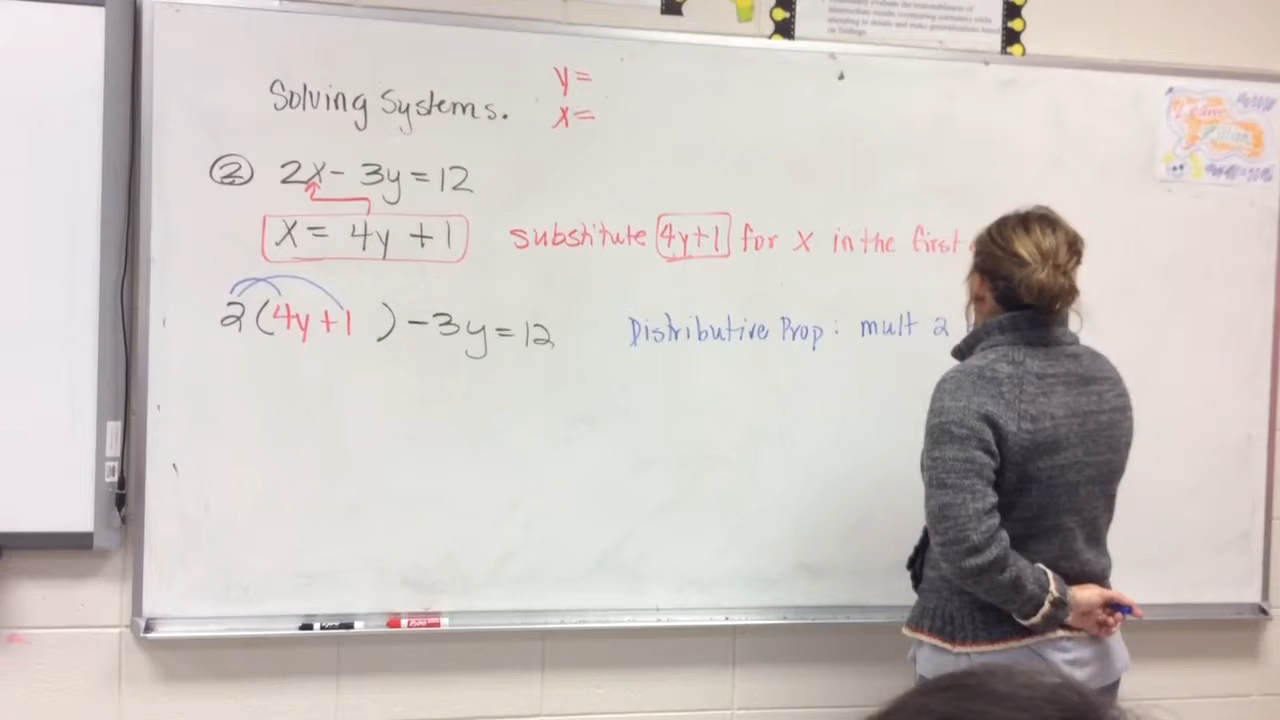 Solving Systems.
y=
x=
② 2x - 3y = 12
x = 4y + 1
substitute 4y+1 for x in the first
2(4y+1) - 3y = 12
Distributive Prop: mult 2